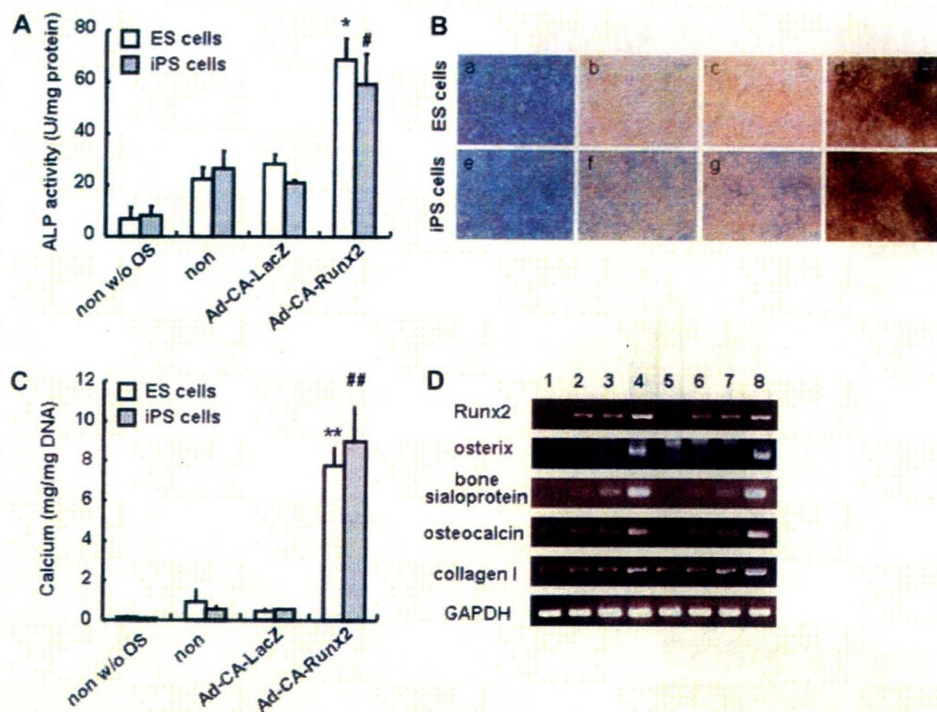 A
ALP activity (U/mg protein)
80
60
40
20
0
ES cells
iPS cells
*
#
non w/o OS
non
Ad-CA-LacZ
Ad-CA-Runx2
B
ES cells
iPS cells
a
b
c
d
e
f
g
C
Calcium (mg/mg DNA)
12
10
8
6
4
2
0
ES cells
iPS cells
**
##
non w/o OS
non
Ad-CA-LacZ
Ad-CA-Runx2
D
1 2 3 4 5 6 7 8
Runx2
osterix
bone
sialoprotein
osteocalcin
collagen I
GAPDH